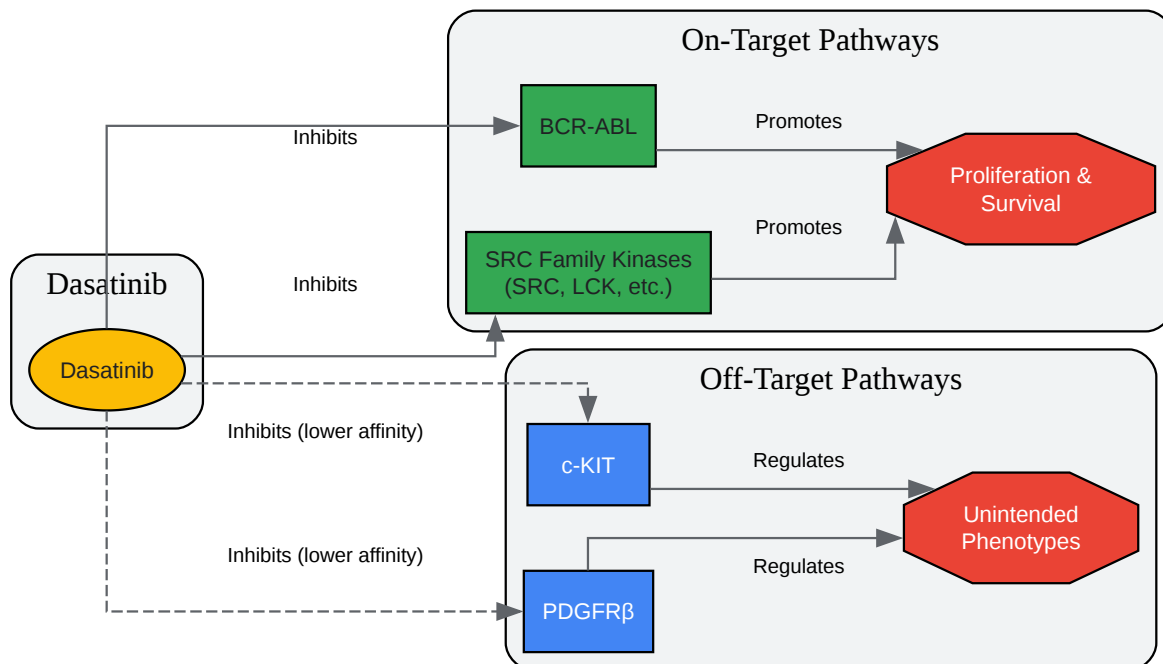 On-Target Pathways
BCR-ABL
Promotes
Inhibits
Proliferation &
Survival
Promotes
SRC Family Kinases
(SRC, LCK, etc.)
Dasatinib
Inhibits
Dasatinib
Off-Target Pathways
Inhibits (lower affinity)
c-KIT
Regulates
Unintended
Phenotypes
Inhibits (lower affinity)
Regulates
PDGFRβ